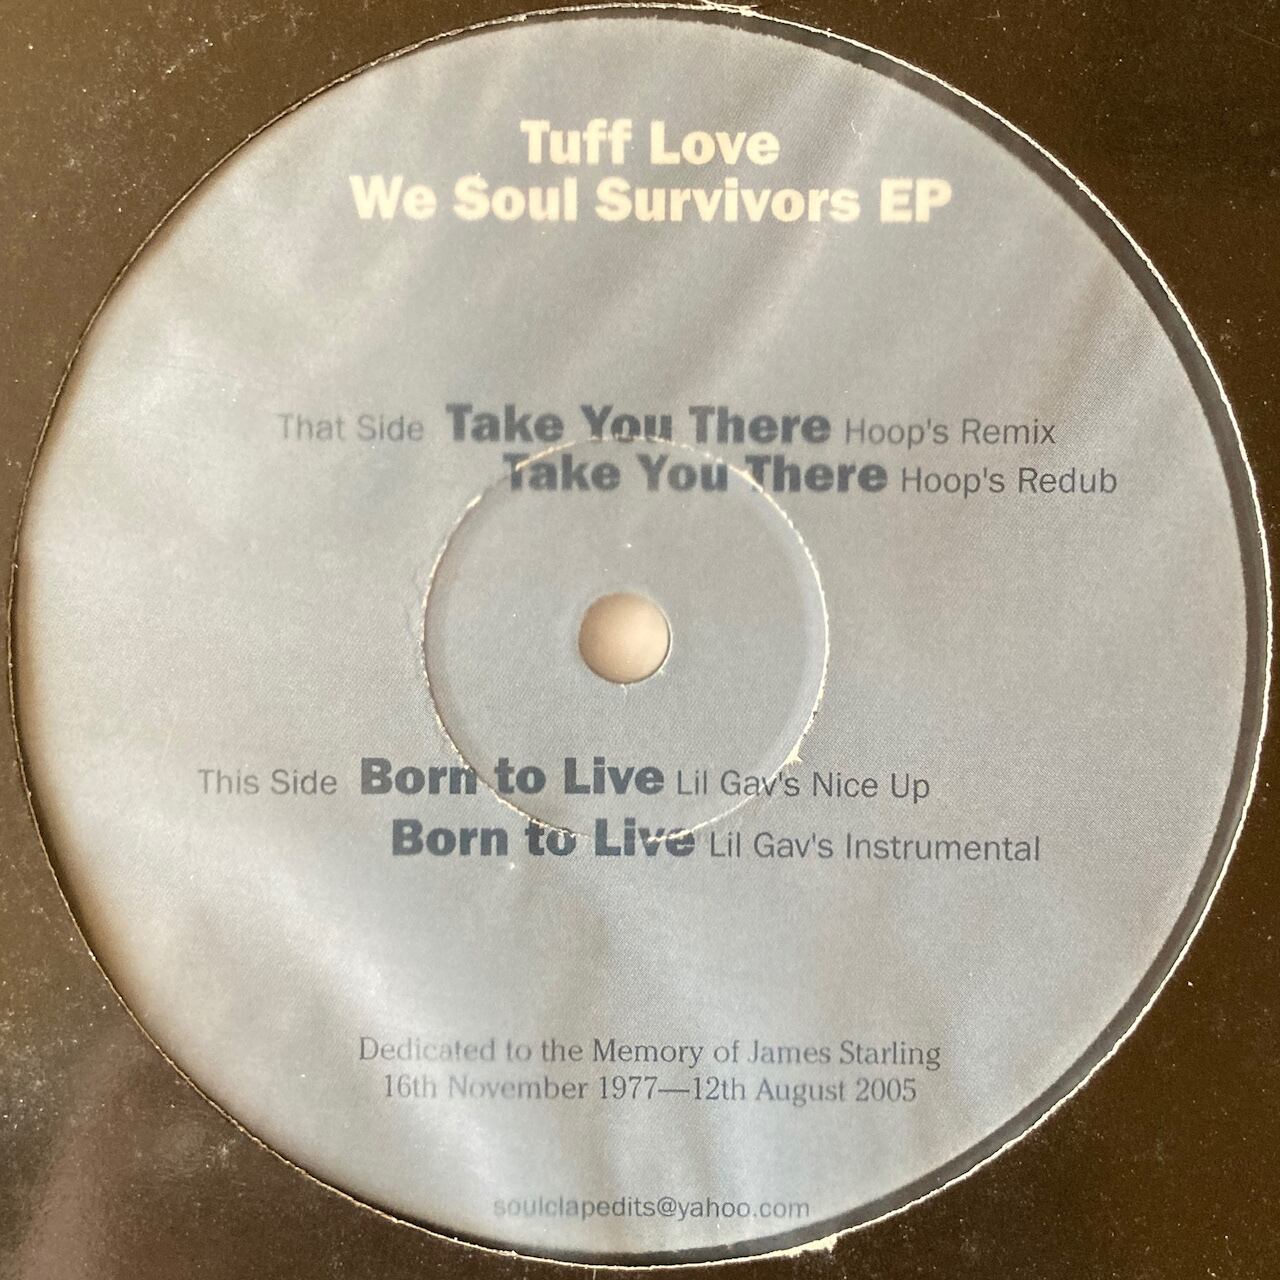 Tuff Love
We Soul Survivors EP
That Side Take You There Hoop's Remix
Take You There Hoop's Redub
This Side Born to Live Lil Gav's Nice Up
Born to Live Lil Gav's Instrumental
Dedicated to the Memory of James Starling
16th November 1977—12th August 2005
soulclapedits@yahoo.com